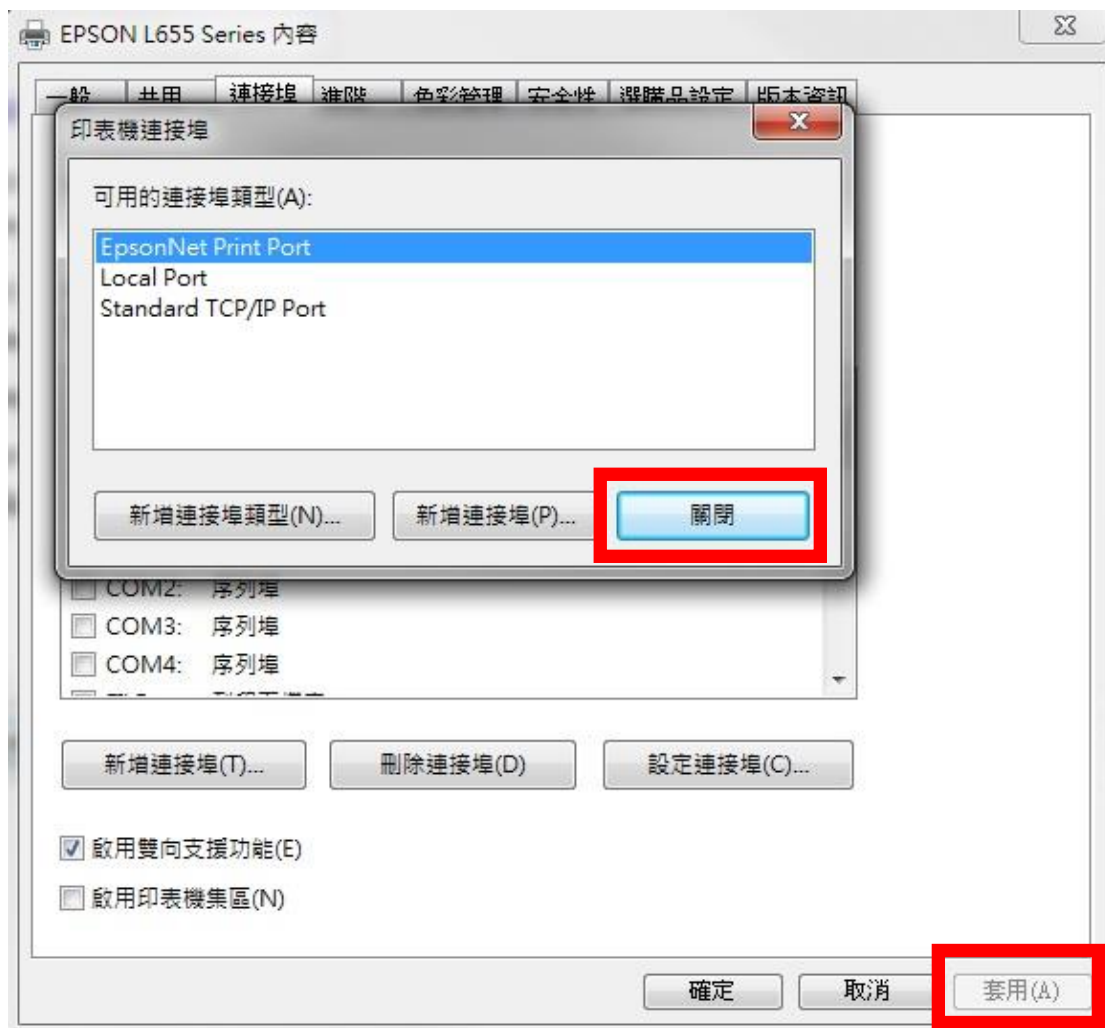 EPSON L655 Series 內容
一般 共用 連接埠 進階 色彩管理 安全性 選購品設定 版本資訊
印表機連接埠
可用的連接埠類型(A):
EpsonNet Print Port
Local Port
Standard TCP/IP Port
新增連接埠類型(N)... 新增連接埠(P)... 關閉
COM2: 序列埠
COM3: 序列埠
COM4: 序列埠
新增連接埠(T)... 刪除連接埠(D) 設定連接埠(C)...
啟用雙向支援功能(E)
啟用印表機集區(N)
確定 取消 套用(A)